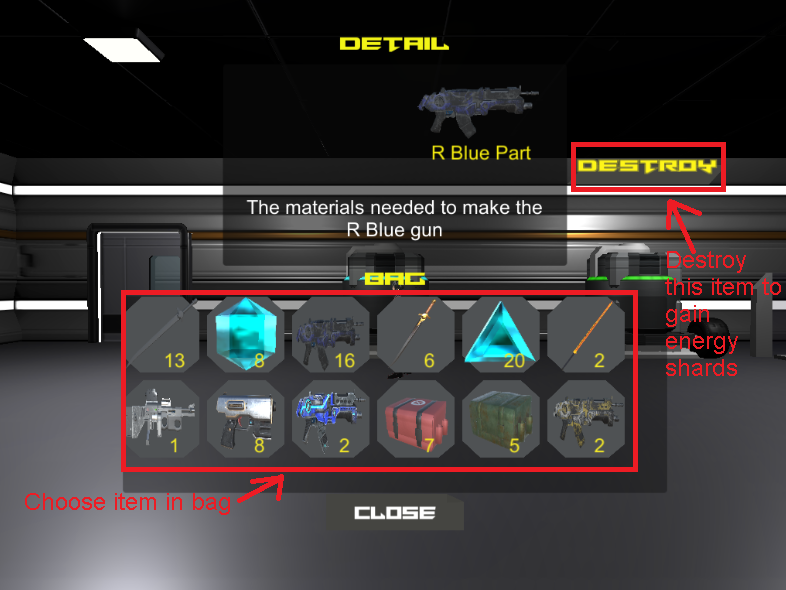 DETAIL
R Blue Part
DESTROY
The materials needed to make the
R Blue gun
Destroy
this item to
gain
energy
shards
BAG
13 8 16 6 20 2
1 8 2 7 5 2
Choose item in bag
CLOSE